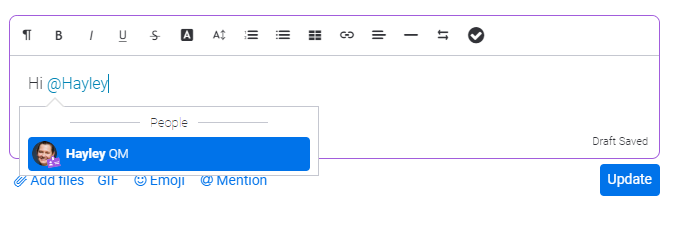 B I U S A A
Hi @Hayley
People
Hayley QM
Draft Saved
Add files GIF Emoji @ Mention
Update